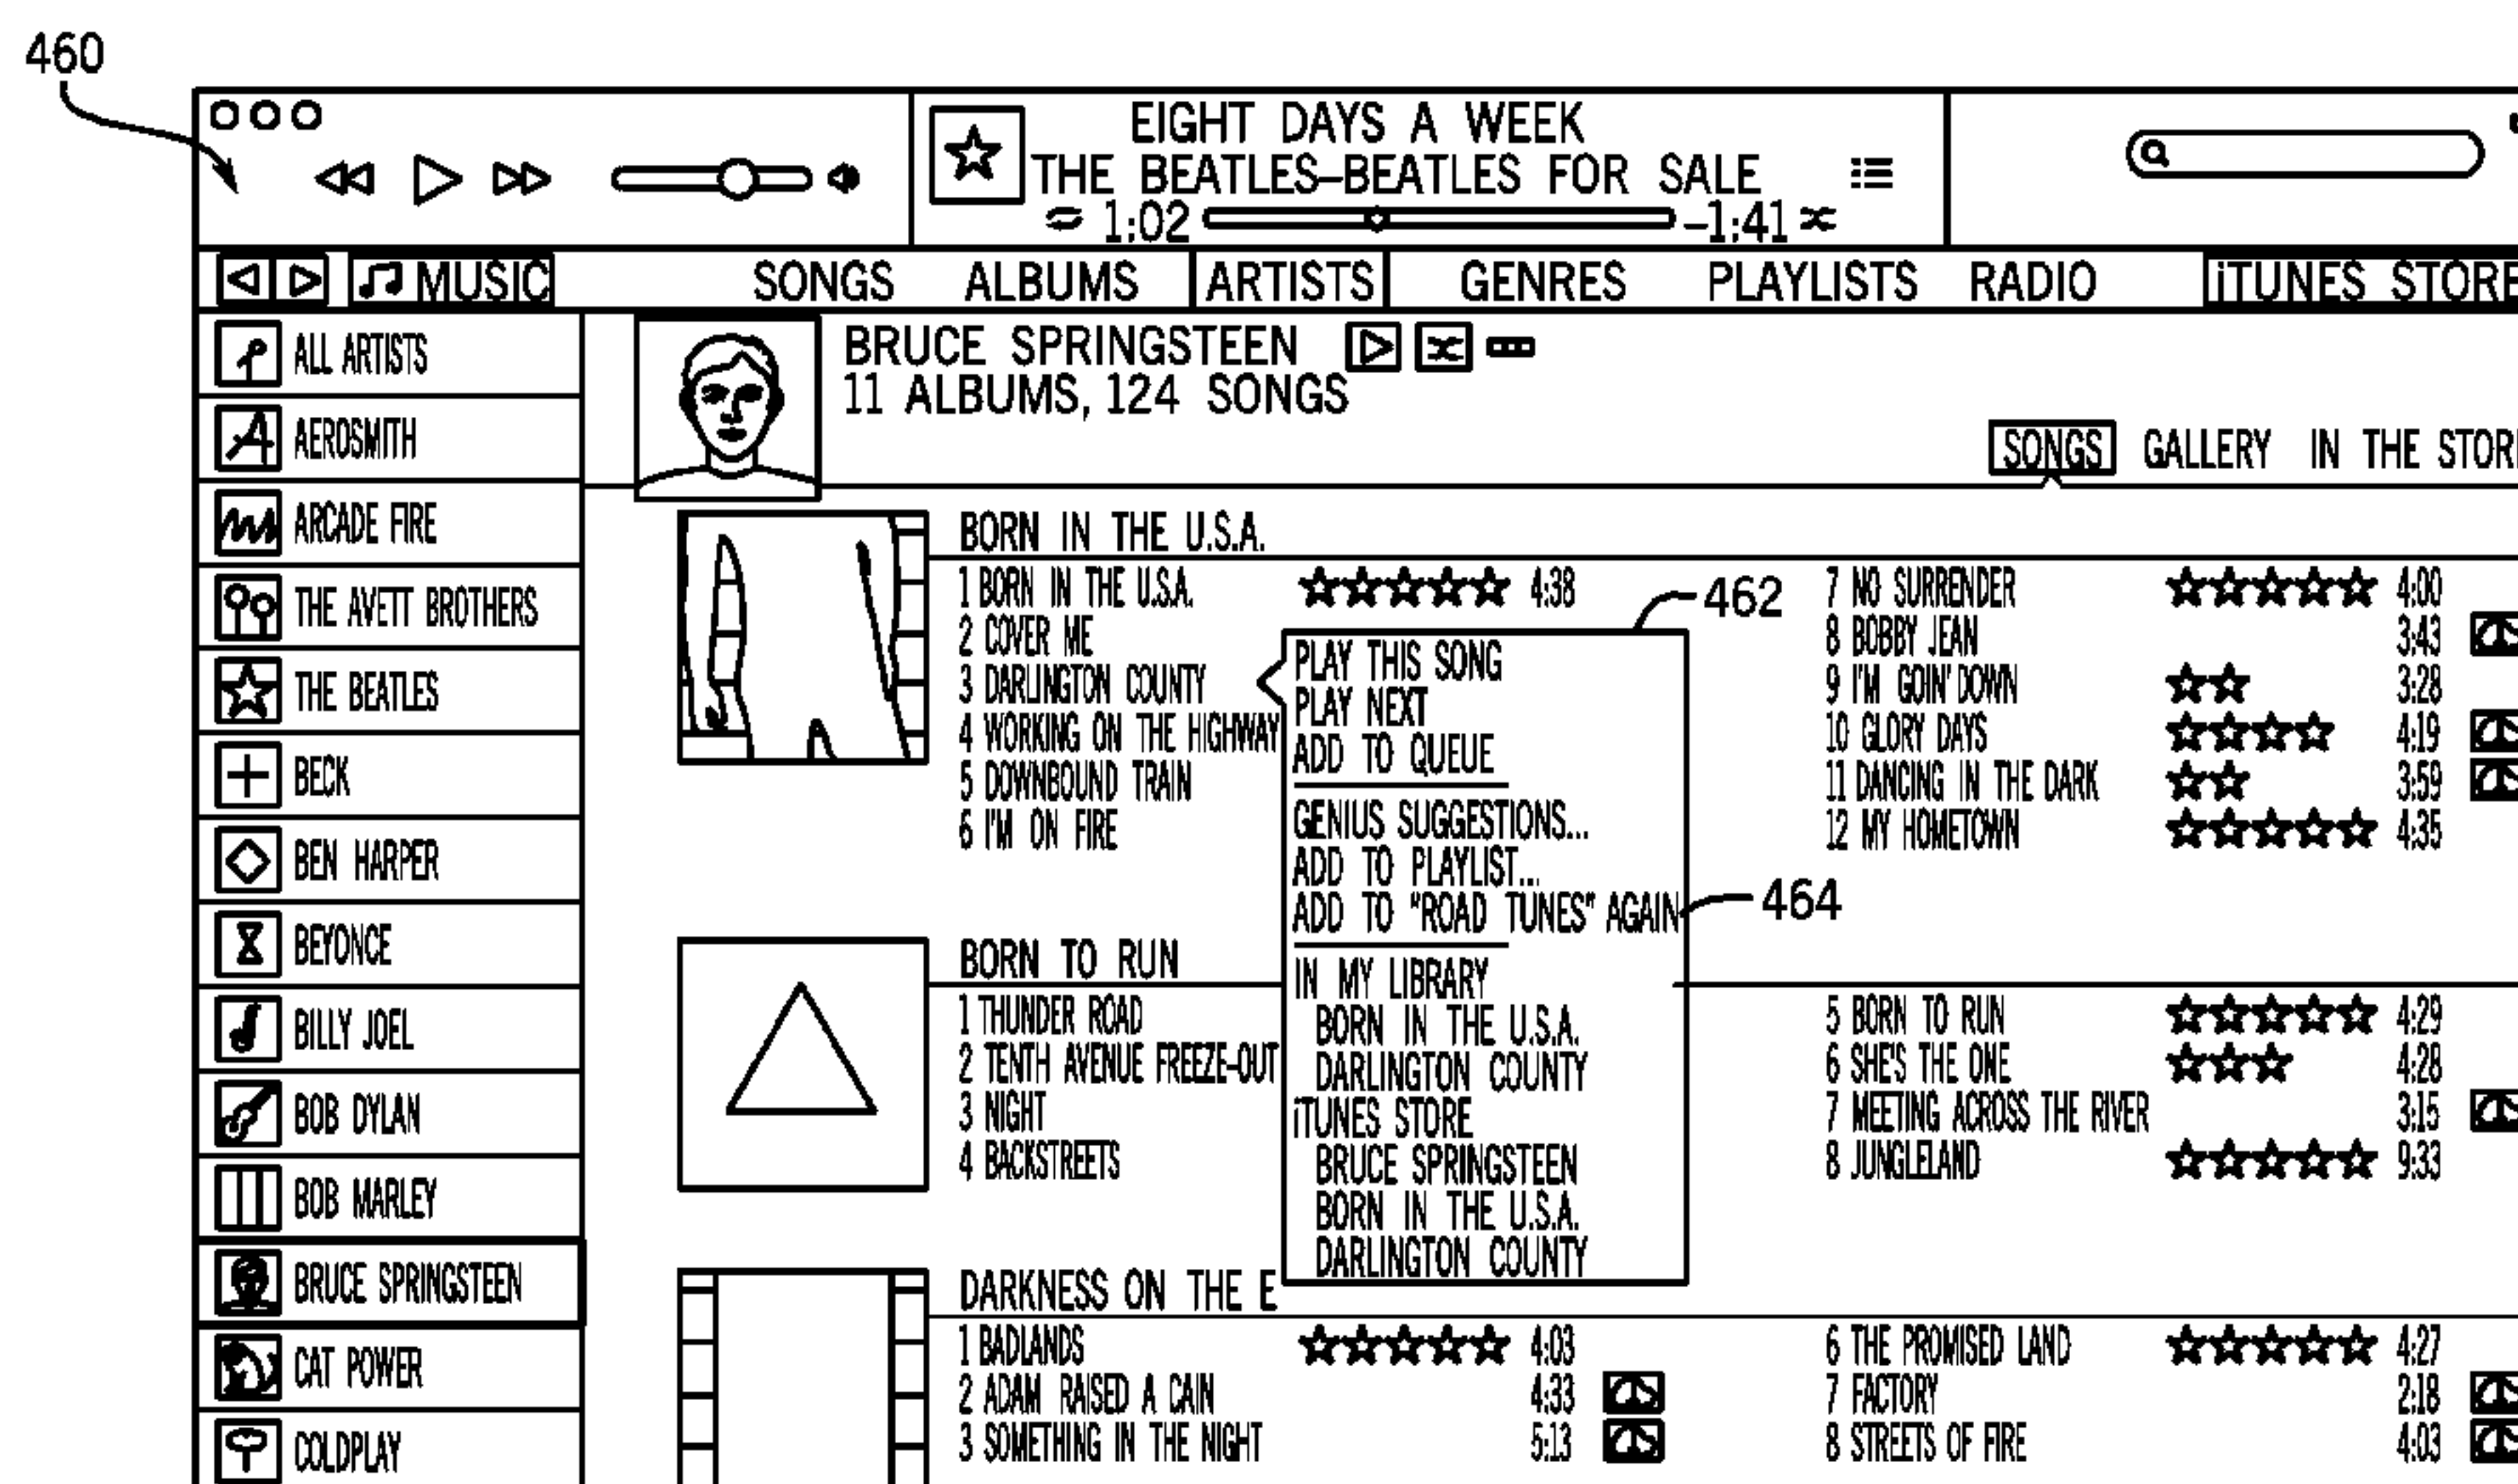 460
EIGHT DAYS A WEEK
THE BEATLES–BEATLES FOR SALE
1:02 –1:41
MUSIC SONGS ALBUMS ARTISTS GENRES PLAYLISTS RADIO iTUNES STORE
ALL ARTISTS
AEROSMITH
ARCADE FIRE
THE AVETT BROTHERS
THE BEATLES
BECK
BEN HARPER
BEYONCE
BILLY JOEL
BOB DYLAN
BOB MARLEY
BRUCE SPRINGSTEEN
CAT POWER
COLDPLAY
BRUCE SPRINGSTEEN
11 ALBUMS, 124 SONGS
SONGS GALLERY IN THE STOR
BORN IN THE U.S.A.
1 BORN IN THE U.S.A. 4:38
2 COVER ME
3 DARLINGTON COUNTY
4 WORKING ON THE HIGHWAY
5 DOWNBOUND TRAIN
6 I'M ON FIRE
7 NO SURRENDER 4:00
8 BOBBY JEAN 3:43
9 I'M GOIN' DOWN 3:28
10 GLORY DAYS 4:19
11 DANCING IN THE DARK 3:59
12 MY HOMETOWN 4:35
462
PLAY THIS SONG
PLAY NEXT
ADD TO QUEUE
GENIUS SUGGESTIONS...
ADD TO PLAYLIST...
ADD TO "ROAD TUNES" AGAIN
464
IN MY LIBRARY
BORN IN THE U.S.A.
DARLINGTON COUNTY
iTUNES STORE
BRUCE SPRINGSTEEN
BORN IN THE U.S.A.
DARLINGTON COUNTY
BORN TO RUN
1 THUNDER ROAD
2 TENTH AVENUE FREEZE–OUT
3 NIGHT
4 BACKSTREETS
5 BORN TO RUN 4:29
6 SHE'S THE ONE 4:28
7 MEETING ACROSS THE RIVER 3:15
8 JUNGLELAND 9:33
DARKNESS ON THE E
1 BADLANDS 4:03
2 ADAM RAISED A CAIN 4:33
3 SOMETHING IN THE NIGHT 5:13
6 THE PROMISED LAND 4:27
7 FACTORY 2:18
8 STREETS OF FIRE 4:03